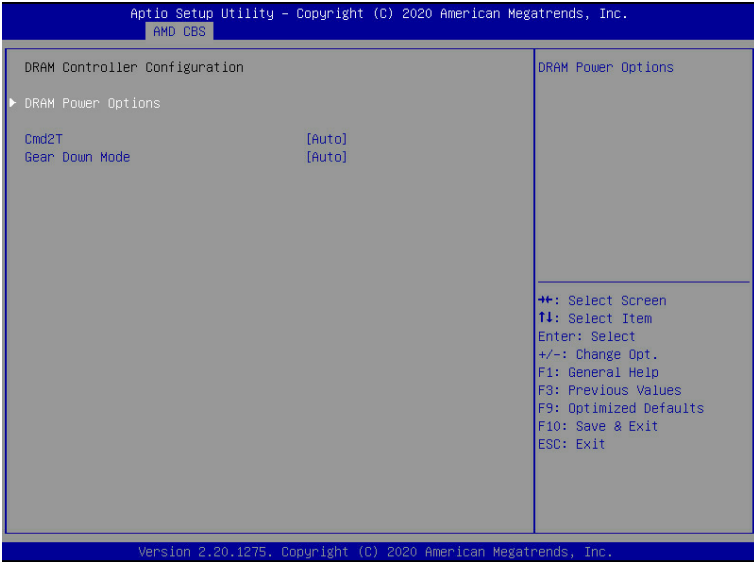 Aptio Setup Utility – Copyright (C) 2020 American Megatrends, Inc.
AMD CBS
DRAM Controller Configuration
DRAM Power Options
Cmd2T [Auto]
Gear Down Mode [Auto]
DRAM Power Options
→←: Select Screen
↑↓: Select Item
Enter: Select
+/-: Change Opt.
F1: General Help
F3: Previous Values
F9: Optimized Defaults
F10: Save & Exit
ESC: Exit
Version 2.20.1275. Copyright (C) 2020 American Megatrends, Inc.